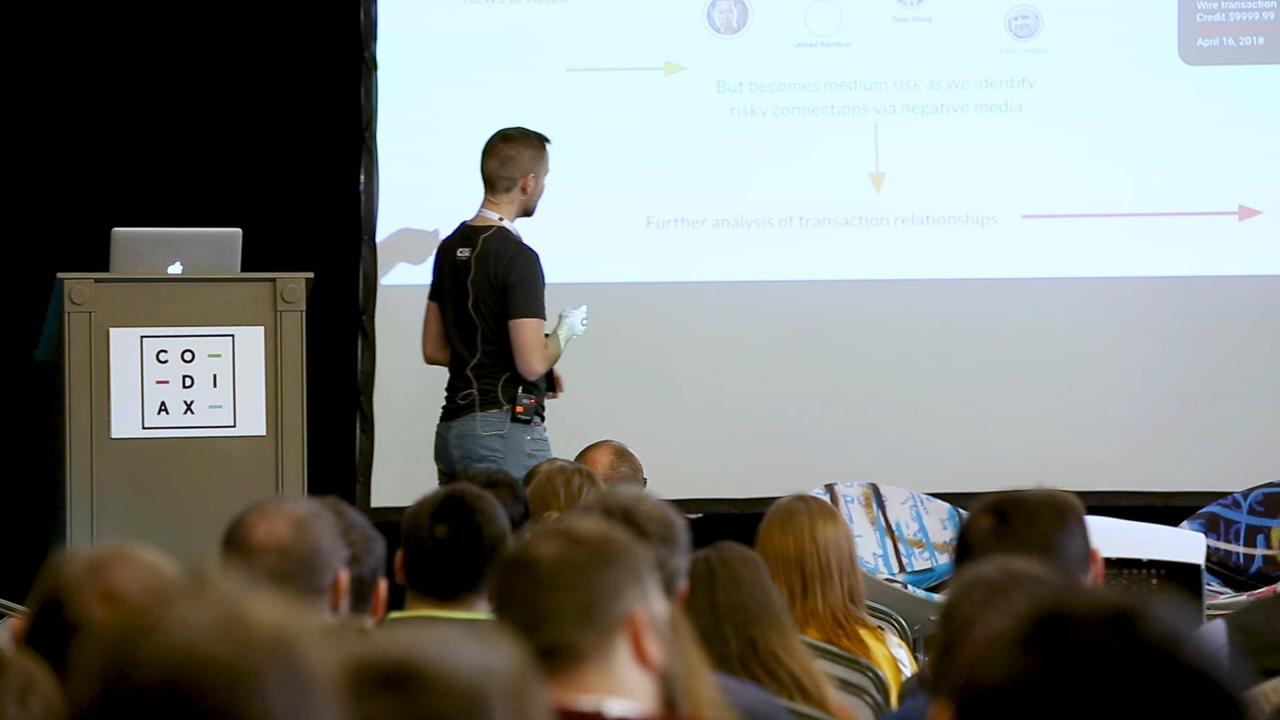 news articles
Wire transaction
Credit $9999.99
April 16, 2018
But becomes medium risk as we identity
risky connections via negative media
Further analysis of transaction relationships
CO
DI
AX